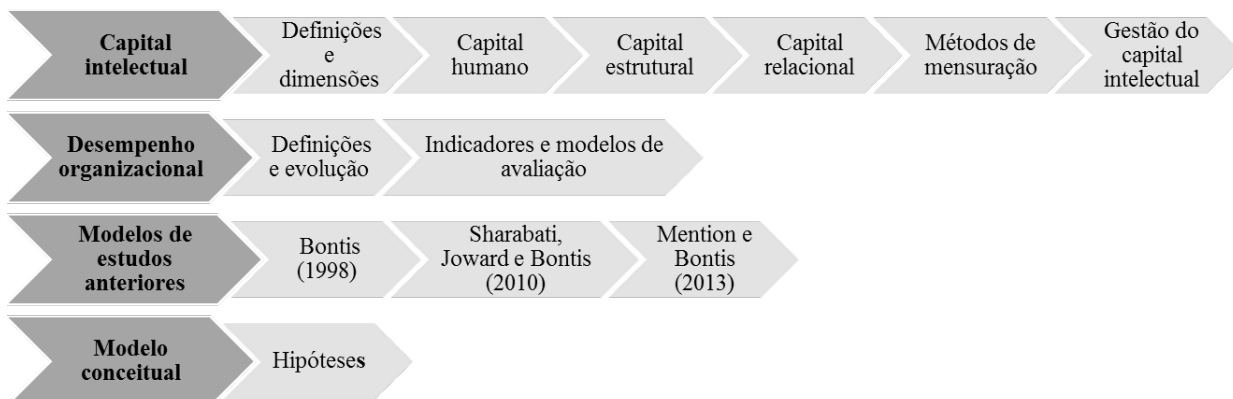 Capital
intelectual
Definições
e
dimensões
Capital
humano
Capital
estrutural
Capital
relacional
Métodos de
mensuração
Gestão do
capital
intelectual
Desempenho
organizacional
Definições
e evolução
Indicadores e modelos de
avaliação
Modelos de
estudos
anteriores
Bontis
(1998)
Sharabati,
Joward e Bontis
(2010)
Mention e
Bontis
(2013)
Modelo
conceitual
Hipóteses